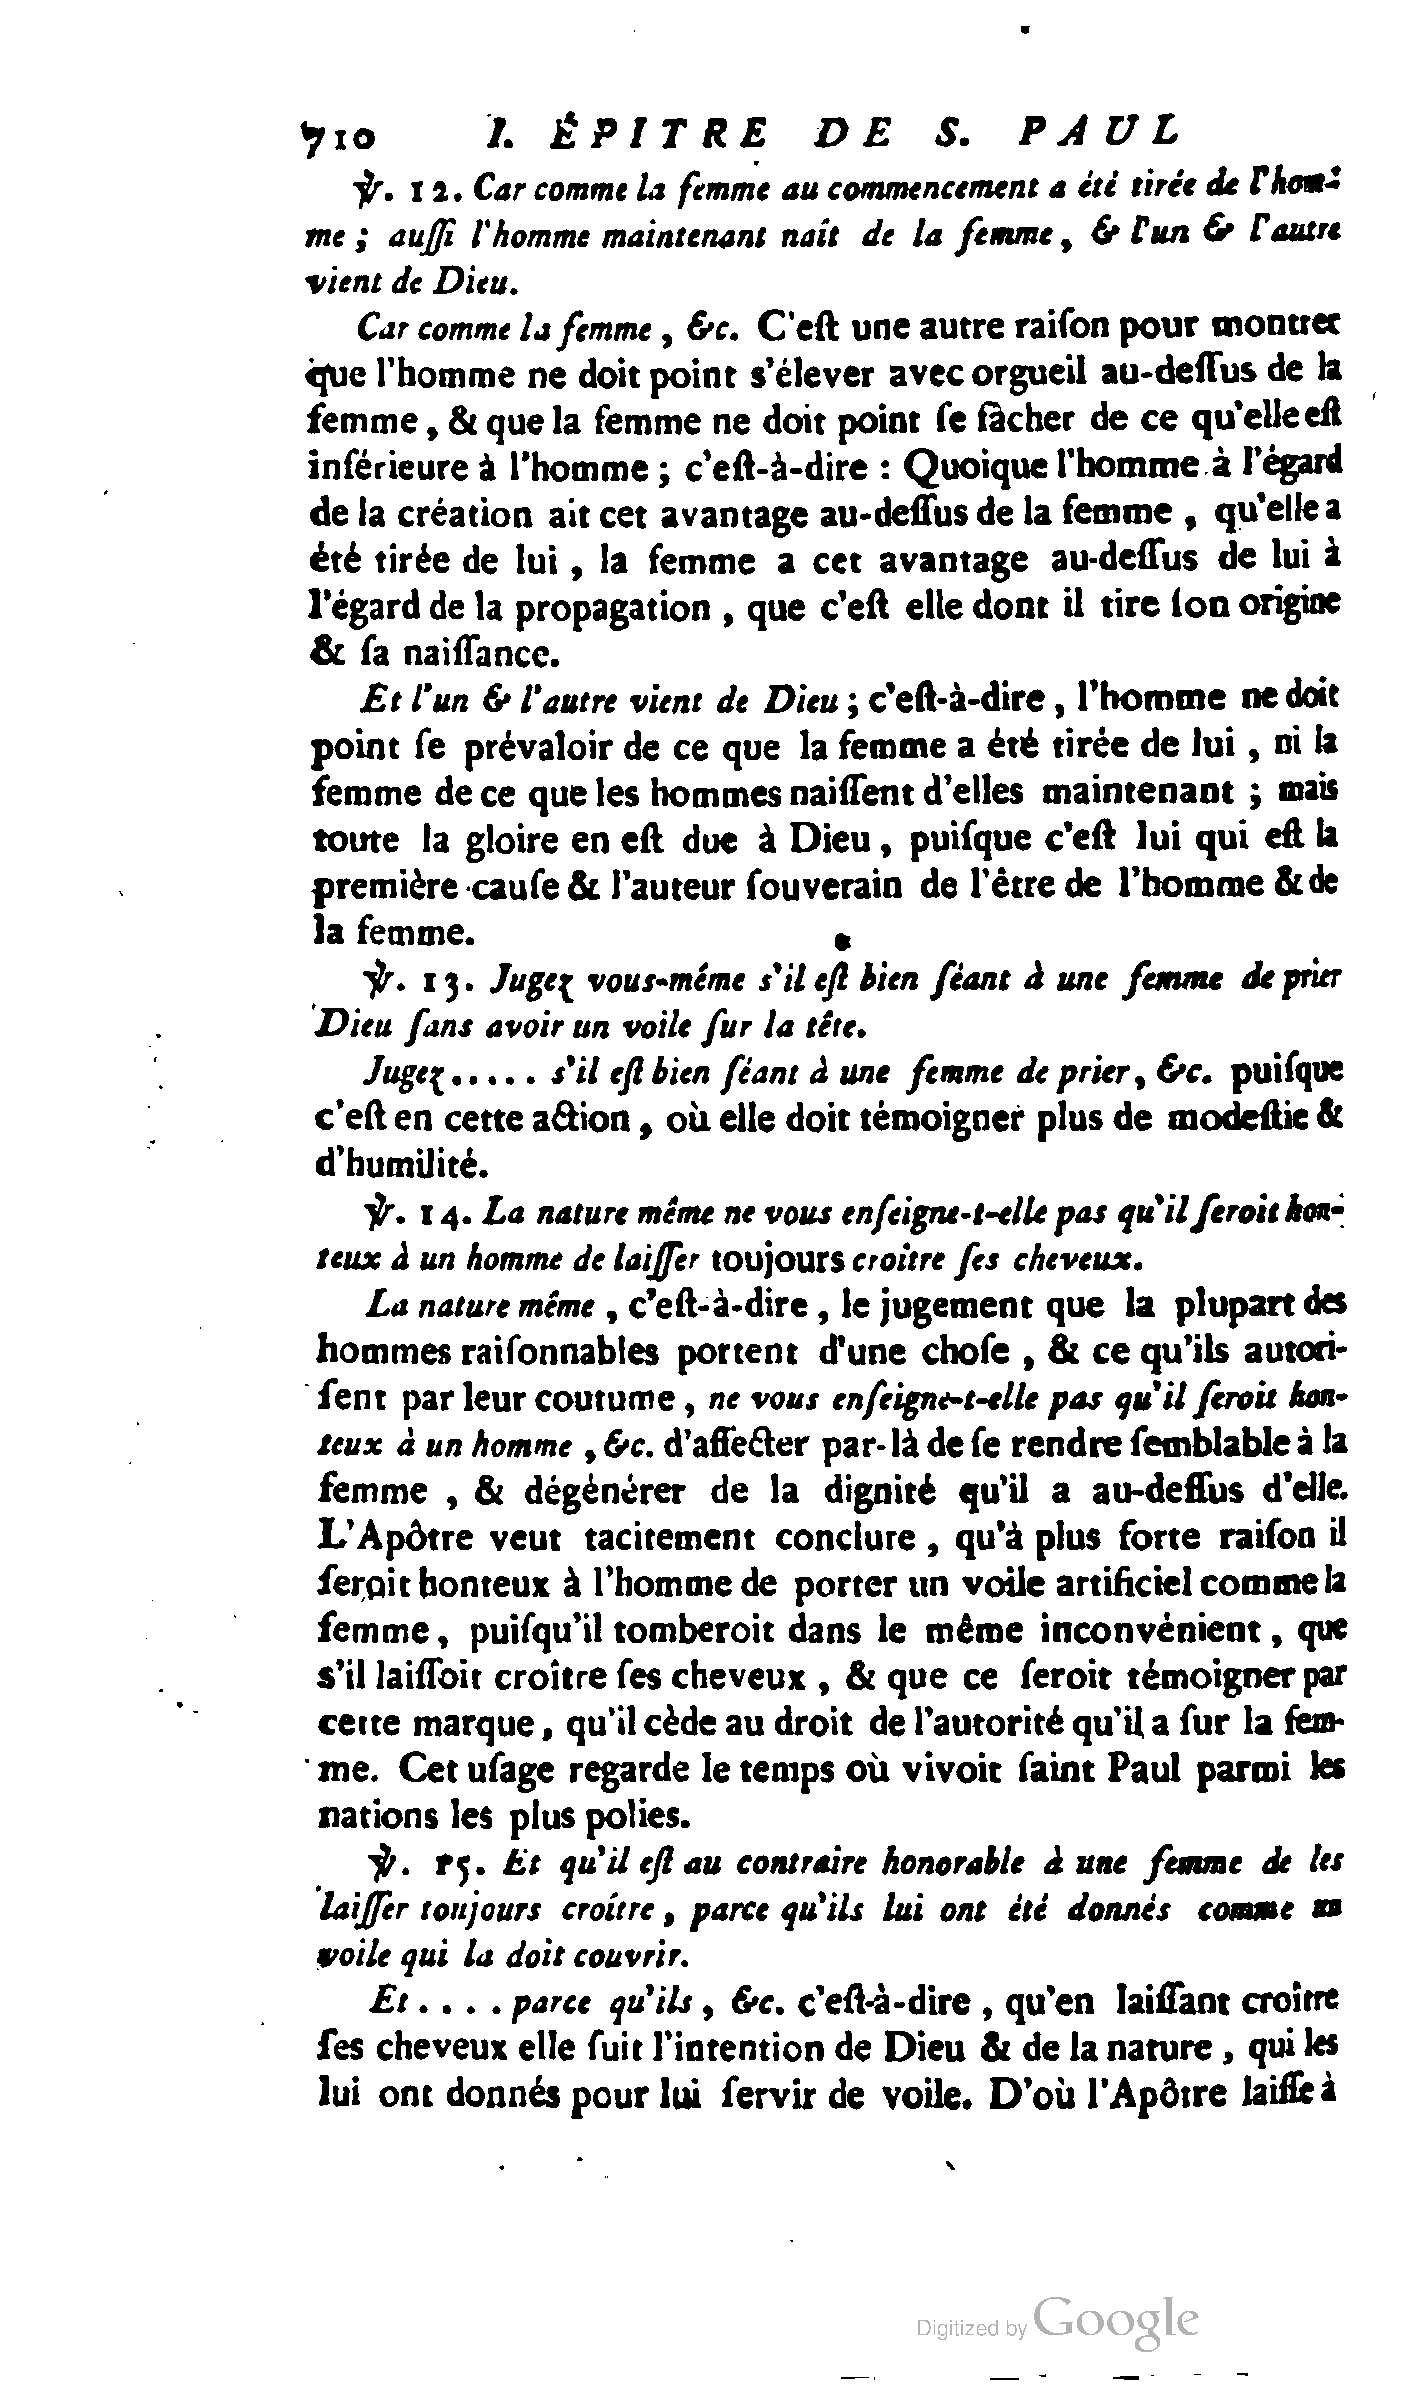 710 I. ÉPITRE DE S. PAUL
℣. 12. Car comme la femme au commencement a été tirée de l'hom-
me ; auſſi l'homme maintenant naît de la femme, & l'un & l'autre
vient de Dieu.
Car comme la femme, &c. C'eſt une autre raiſon pour montrer
que l'homme ne doit point s'élever avec orgueil au-deſſus de la
femme, & que la femme ne doit point ſe fâcher de ce qu'elle eſt
inférieure à l'homme ; c'eſt-à-dire : Quoique l'homme à l'égard
de la création ait cet avantage au-deſſus de la femme, qu'elle a
été tirée de lui, la femme a cet avantage au-deſſus de lui à
l'égard de la propagation, que c'eſt elle dont il tire ſon origine
& ſa naiſſance.
Et l'un & l'autre vient de Dieu ; c'eſt-à-dire, l'homme ne doit
point ſe prévaloir de ce que la femme a été tirée de lui, ni la
femme de ce que les hommes naiſſent d'elles maintenant ; mais
toute la gloire en eſt due à Dieu, puiſque c'eſt lui qui eſt la
première cauſe & l'auteur ſouverain de l'être de l'homme & de
la femme.
℣. 13. Jugez vous-même s'il eſt bien ſéant à une femme de prier
Dieu ſans avoir un voile ſur la tête.
Jugez..... s'il eſt bien ſéant à une femme de prier, &c. puiſque
c'eſt en cette action, où elle doit témoigner plus de modeſtie &
d'humilité.
℣. 14. La nature même ne vous enſeigne-t-elle pas qu'il ſeroit hon-
teux à un homme de laiſſer toujours croître ſes cheveux.
La nature même, c'eſt-à-dire, le jugement que la plupart des
hommes raiſonnables portent d'une choſe, & ce qu'ils autori-
ſent par leur coutume, ne vous enſeigne-t-elle pas qu'il ſeroit hon-
teux à un homme, &c. d'affecter par-là de ſe rendre ſemblable à la
femme, & dégénérer de la dignité qu'il a au-deſſus d'elle.
L'Apôtre veut tacitement conclure, qu'à plus forte raiſon il
ſeroit honteux à l'homme de porter un voile artificiel comme la
femme, puiſqu'il tomberoit dans le même inconvénient, que
s'il laiſſoit croître ſes cheveux, & que ce ſeroit témoigner par
cette marque, qu'il cède au droit de l'autorité qu'il a ſur la fem-
me. Cet uſage regarde le temps où vivoit ſaint Paul parmi les
nations les plus polies.
℣. 15. Et qu'il eſt au contraire honorable à une femme de les
laiſſer toujours croître, parce qu'ils lui ont été donnés comme un
voile qui la doit couvrir.
Et.... parce qu'ils, &c. c'eſt-à-dire, qu'en laiſſant croître
ſes cheveux elle ſuit l'intention de Dieu & de la nature, qui les
lui ont donnés pour lui ſervir de voile. D'où l'Apôtre laiſſe à
Digitized by Google